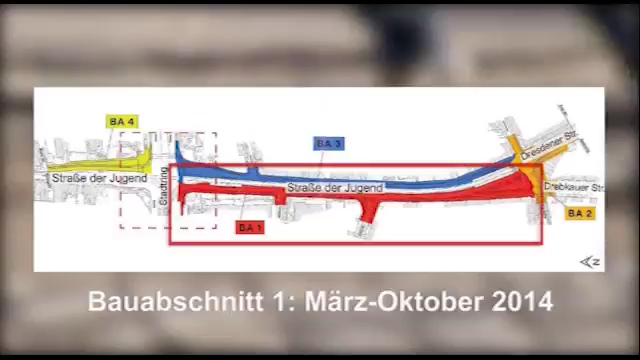 BA 4
BA 3
Dresdener Str.
Straße der Jugend
Stadtring
Straße der Jugend
Drebkauer Str.
BA 1
BA 2
N
Bauabschnitt 1: März-Oktober 2014